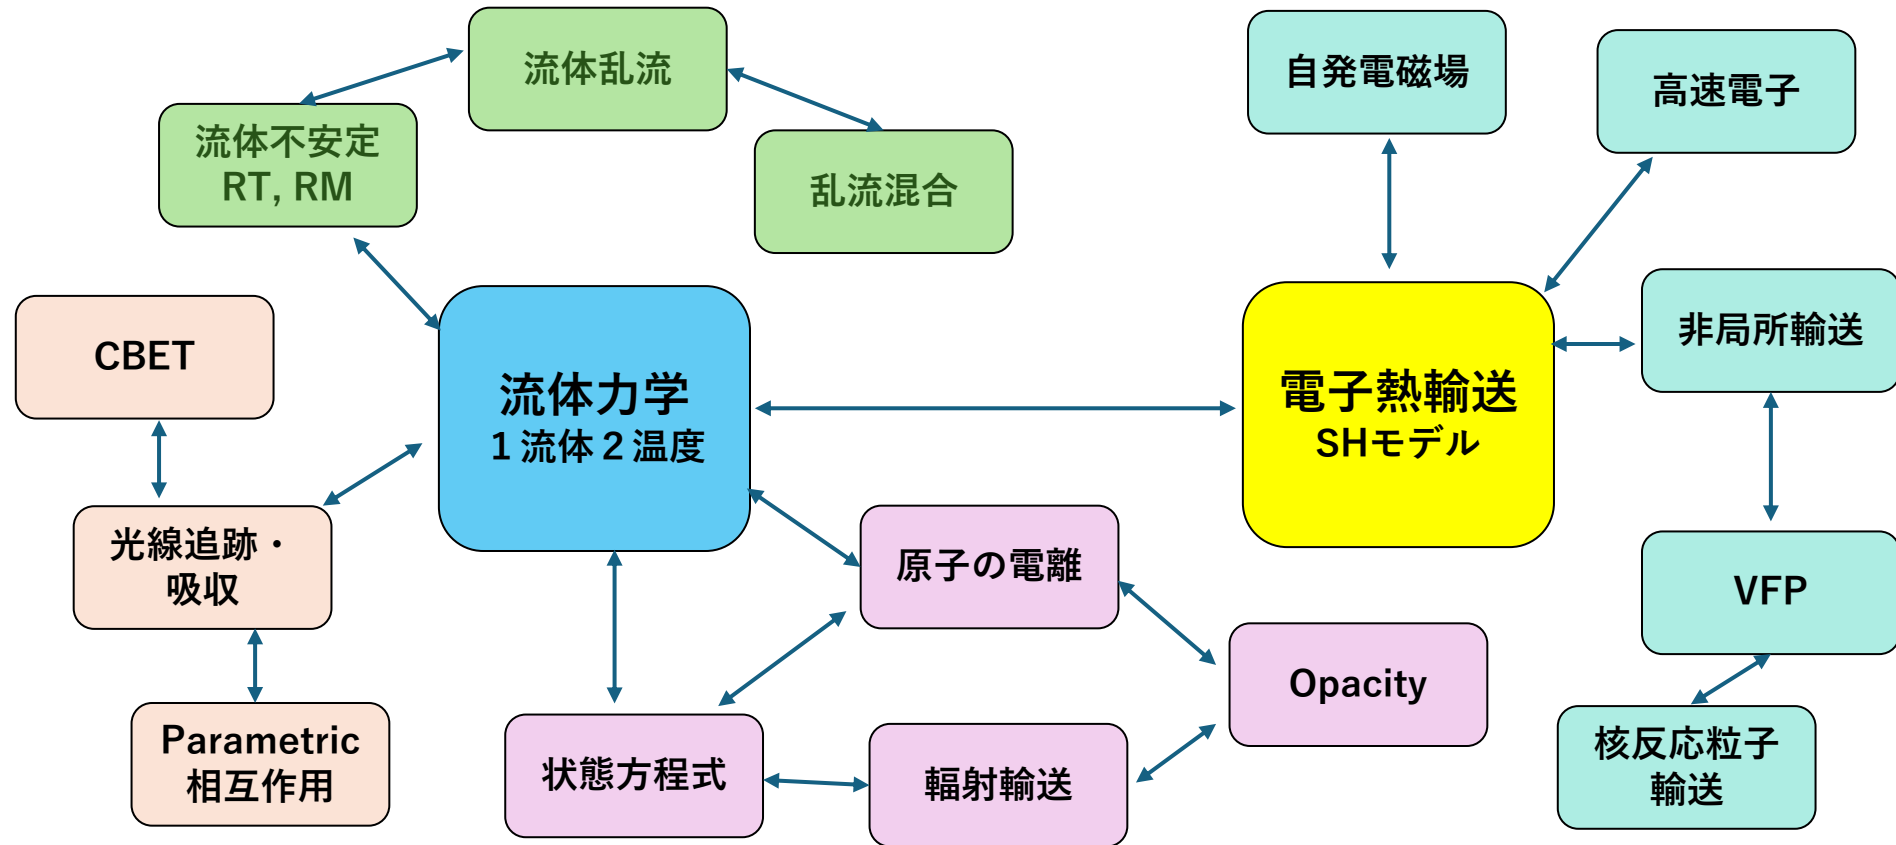 流体乱流
自発電磁場
高速電子
流体不安定
RT, RM
乱流混合
CBET
流体力学
1流体2温度
電子熱輸送
SHモデル
非局所輸送
光線追跡・
吸収
原子の電離
VFP
Opacity
Parametric
相互作用
状態方程式
輻射輸送
核反応粒子
輸送